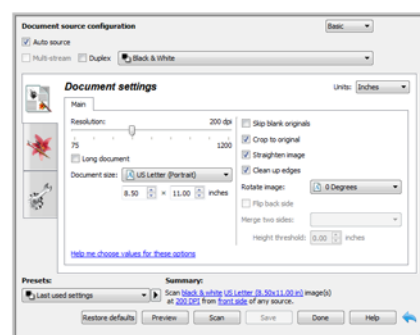 Document source configuration
Basic
Auto source
Multi-stream
Duplex
Black & White
Document settings
Units:
Inches
Main
Resolution:
200 dpi
75
1200
Long document
Document size:
US Letter (Portrait)
8.50 × 11.00 inches
Help me choose values for these options
Skip blank originals
Crop to original
Straighten image
Clean up edges
Rotate image:
0 Degrees
Flip back side
Merge two sides:
Height threshold: 0.00 inches
Presets:
Last used settings
Summary:
Scan black & white US Letter (8.50x11.00 in) image(s)
at 200 DPI from front side of any source.
Restore defaults
Preview
Scan
Save
Done
Help